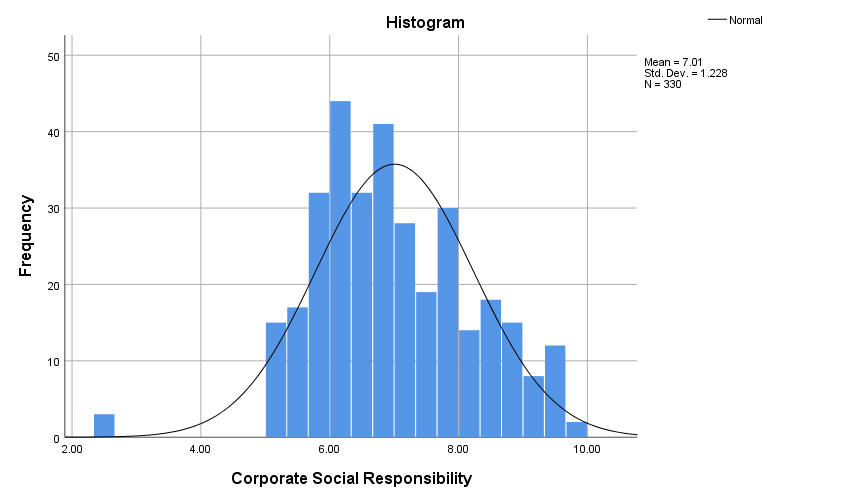 Histogram
Normal
Mean = 7.01
Std. Dev. = 1.228
N = 330
50
40
30
20
10
0
Frequency
2.00 4.00 6.00 8.00 10.00
Corporate Social Responsibility